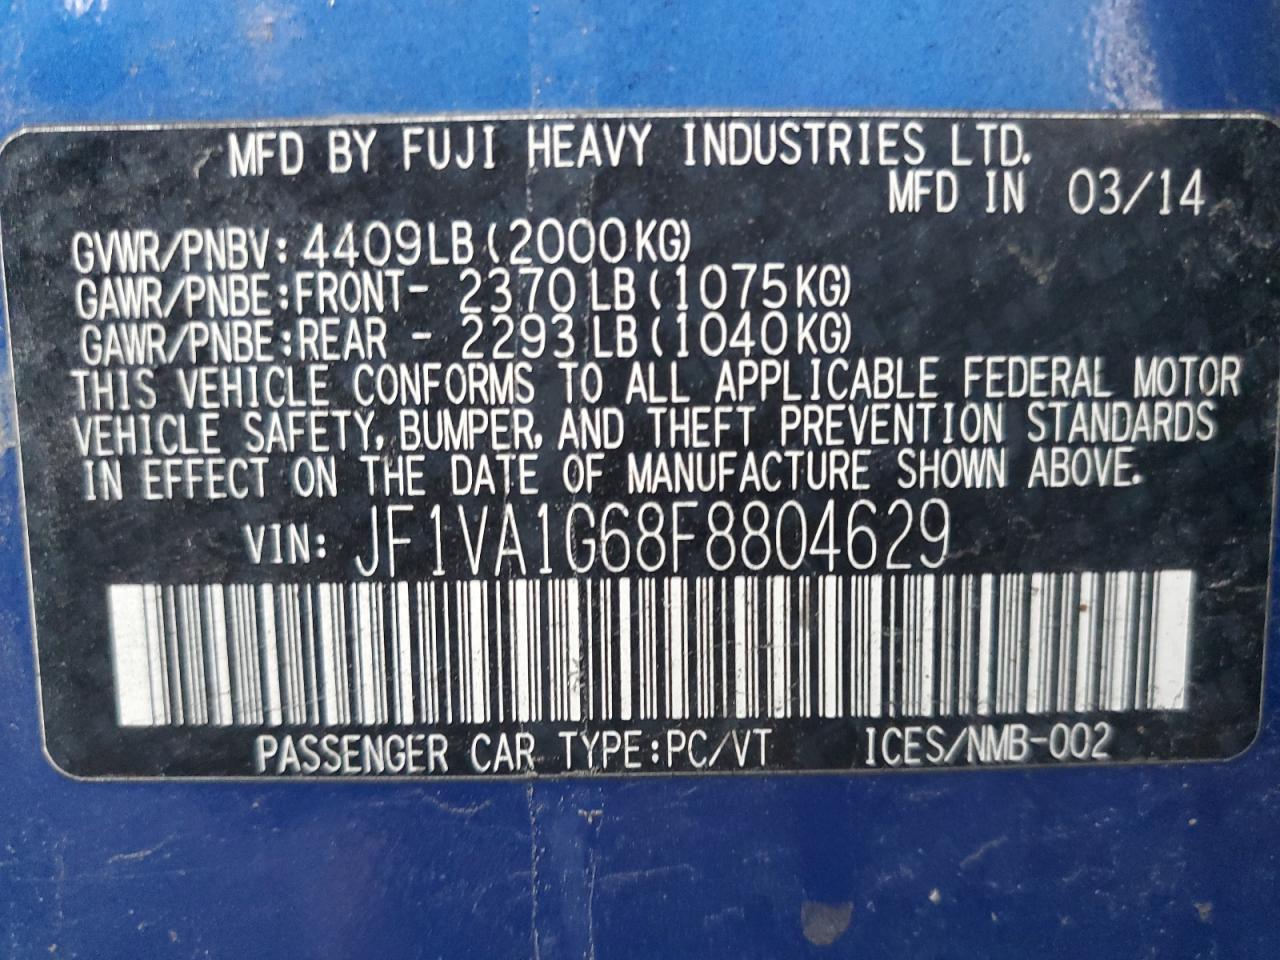 MFD BY FUJI HEAVY INDUSTRIES LTD.
MFD IN 03/14
GVWR/PNBV: 4409LB(2000KG)
GAWR/PNBE:FRONT- 2370LB(1075KG)
GAWR/PNBE:REAR - 2293LB(1040KG)
THIS VEHICLE CONFORMS TO ALL APPLICABLE FEDERAL MOTOR
VEHICLE SAFETY, BUMPER, AND THEFT PREVENTION STANDARDS
IN EFFECT ON THE DATE OF MANUFACTURE SHOWN ABOVE.
VIN: JF1VA1G68F8804629
PASSENGER CAR TYPE:PC/VT ICES/NMB-002